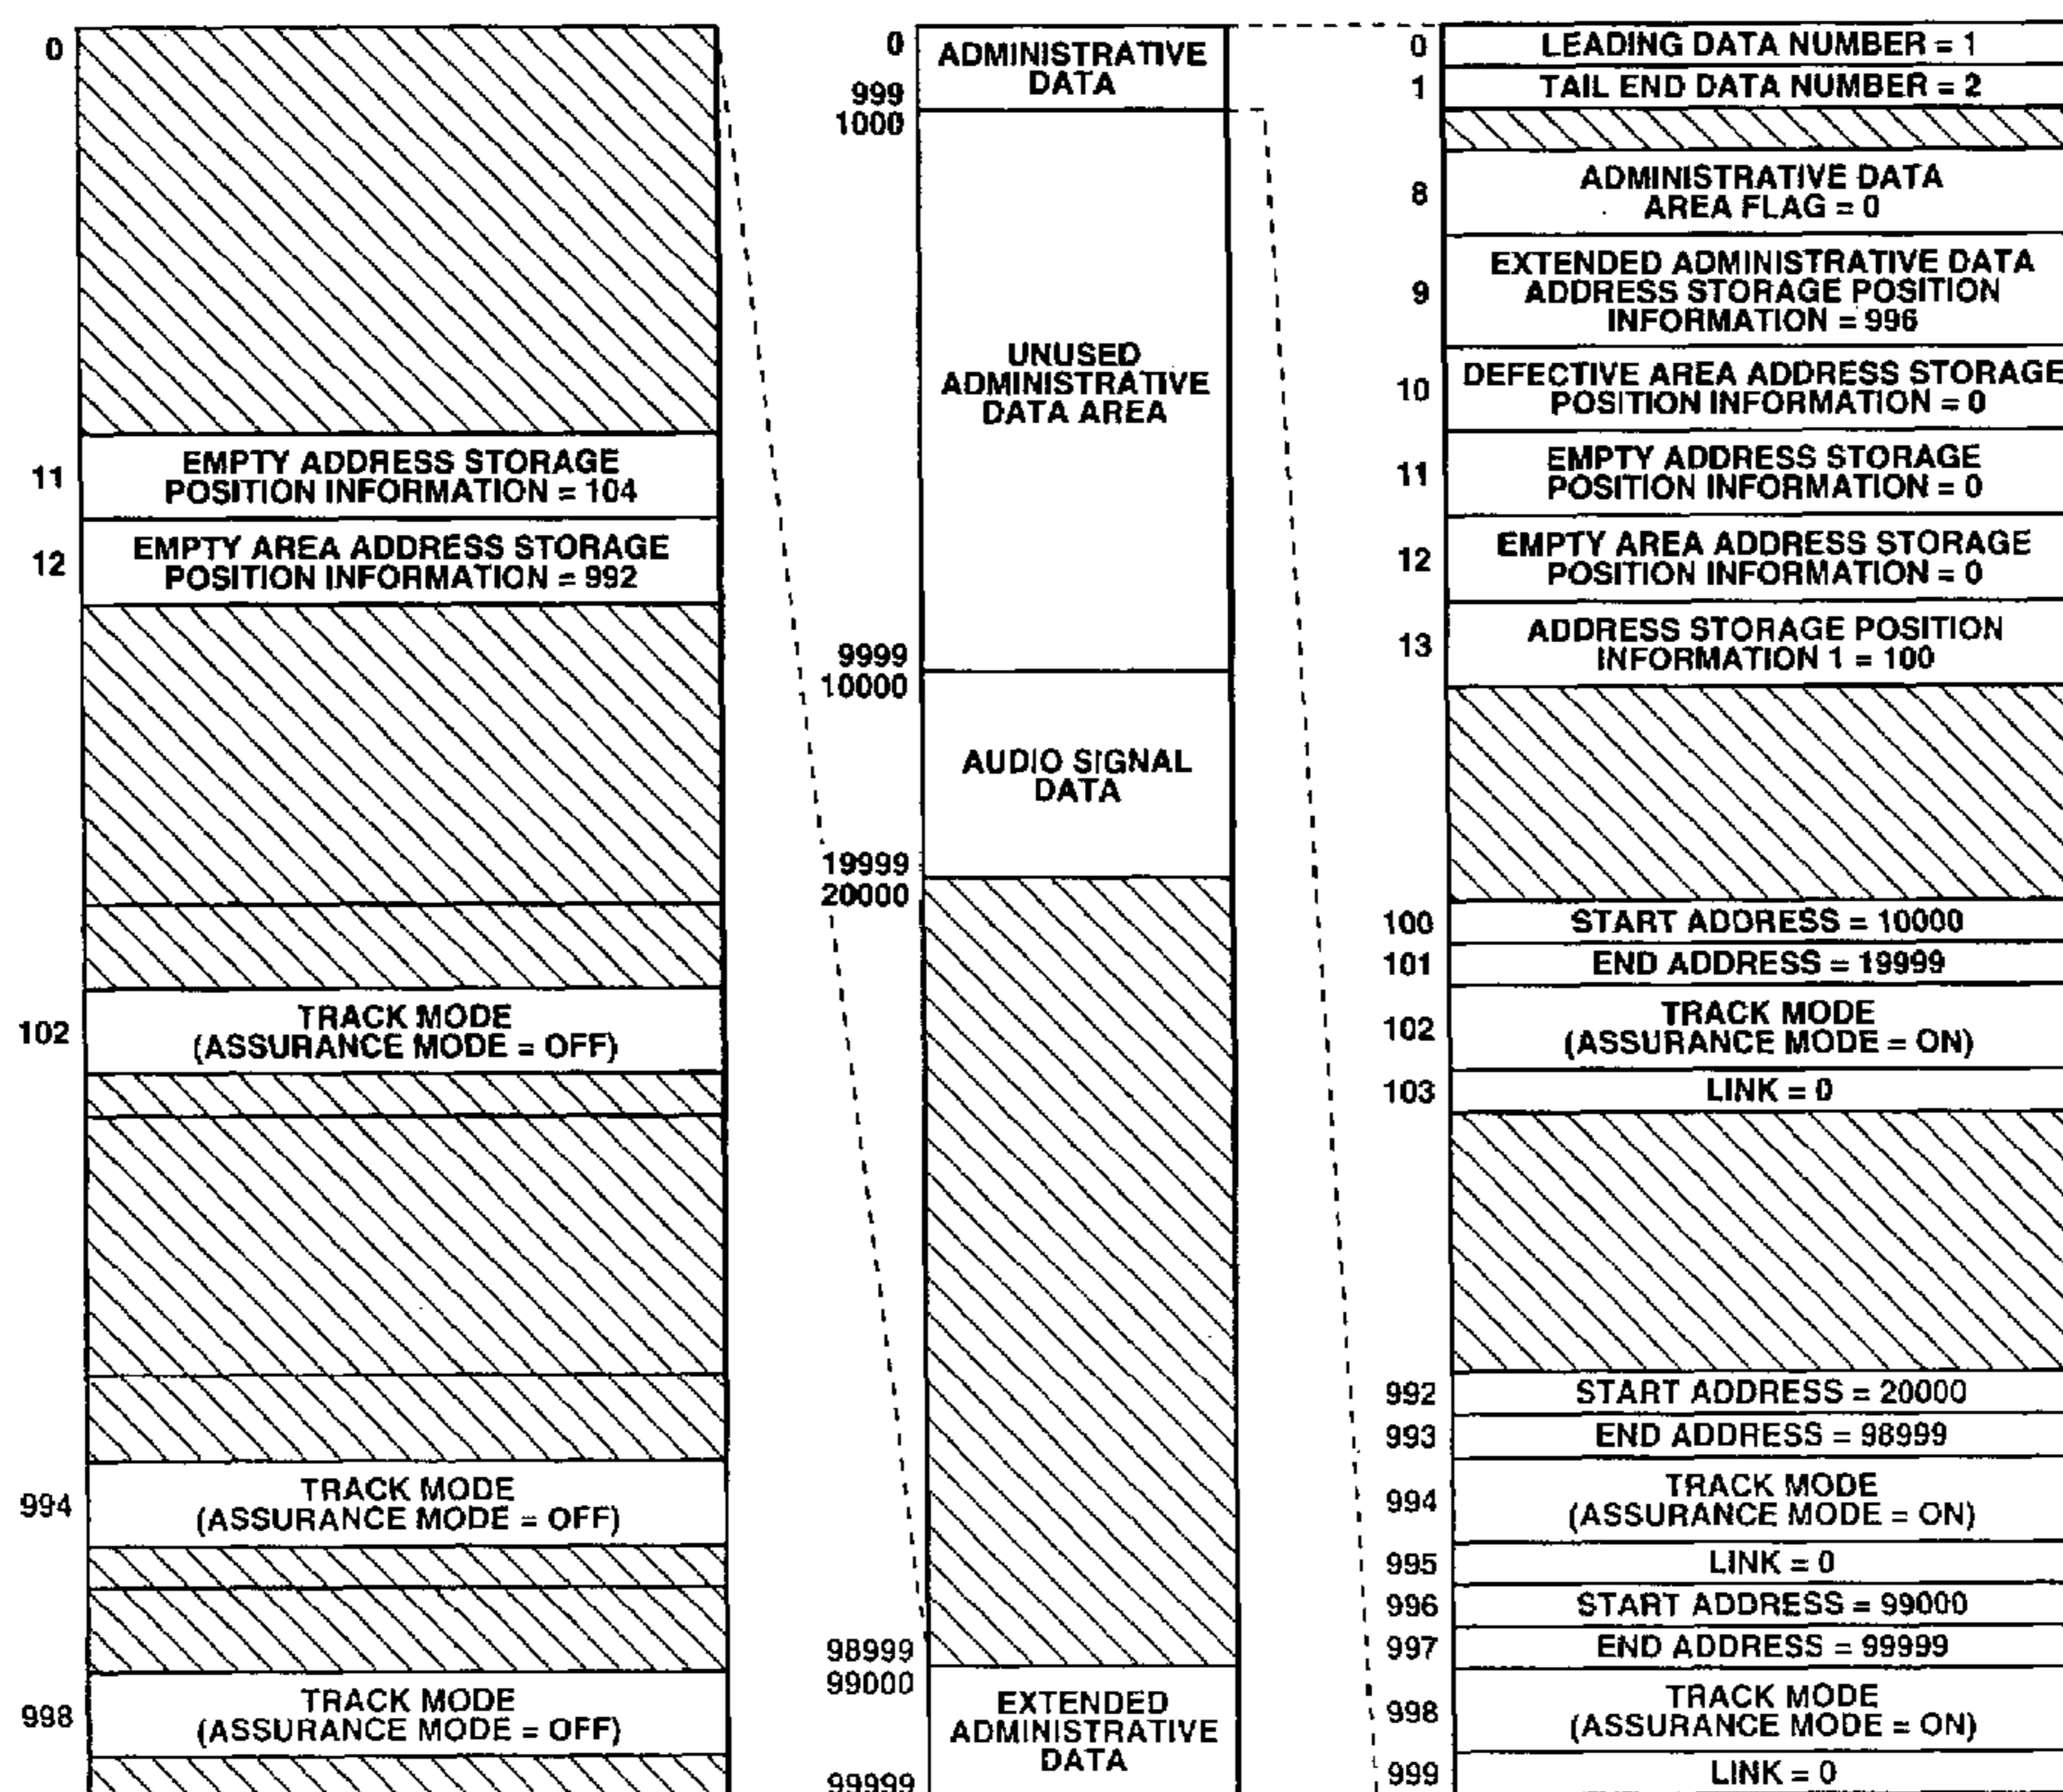 0
11
EMPTY ADDRESS STORAGE
POSITION INFORMATION = 104
12
EMPTY AREA ADDRESS STORAGE
POSITION INFORMATION = 992
102
TRACK MODE
(ASSURANCE MODE = OFF)
994
TRACK MODE
(ASSURANCE MODE = OFF)
998
TRACK MODE
(ASSURANCE MODE = OFF)
0
ADMINISTRATIVE
DATA
999
1000
UNUSED
ADMINISTRATIVE
DATA AREA
9999
10000
AUDIO SIGNAL
DATA
19999
20000
98999
99000
EXTENDED
ADMINISTRATIVE
DATA
99999
0
LEADING DATA NUMBER = 1
1
TAIL END DATA NUMBER = 2
8
ADMINISTRATIVE DATA
AREA FLAG = 0
9
EXTENDED ADMINISTRATIVE DATA
ADDRESS STORAGE POSITION
INFORMATION = 996
10
DEFECTIVE AREA ADDRESS STORAGE
POSITION INFORMATION = 0
11
EMPTY ADDRESS STORAGE
POSITION INFORMATION = 0
12
EMPTY AREA ADDRESS STORAGE
POSITION INFORMATION = 0
13
ADDRESS STORAGE POSITION
INFORMATION 1 = 100
100
START ADDRESS = 10000
101
END ADDRESS = 19999
102
TRACK MODE
(ASSURANCE MODE = ON)
103
LINK = 0
992
START ADDRESS = 20000
993
END ADDRESS = 98999
994
TRACK MODE
(ASSURANCE MODE = ON)
995
LINK = 0
996
START ADDRESS = 99000
997
END ADDRESS = 99999
998
TRACK MODE
(ASSURANCE MODE = ON)
999
LINK = 0